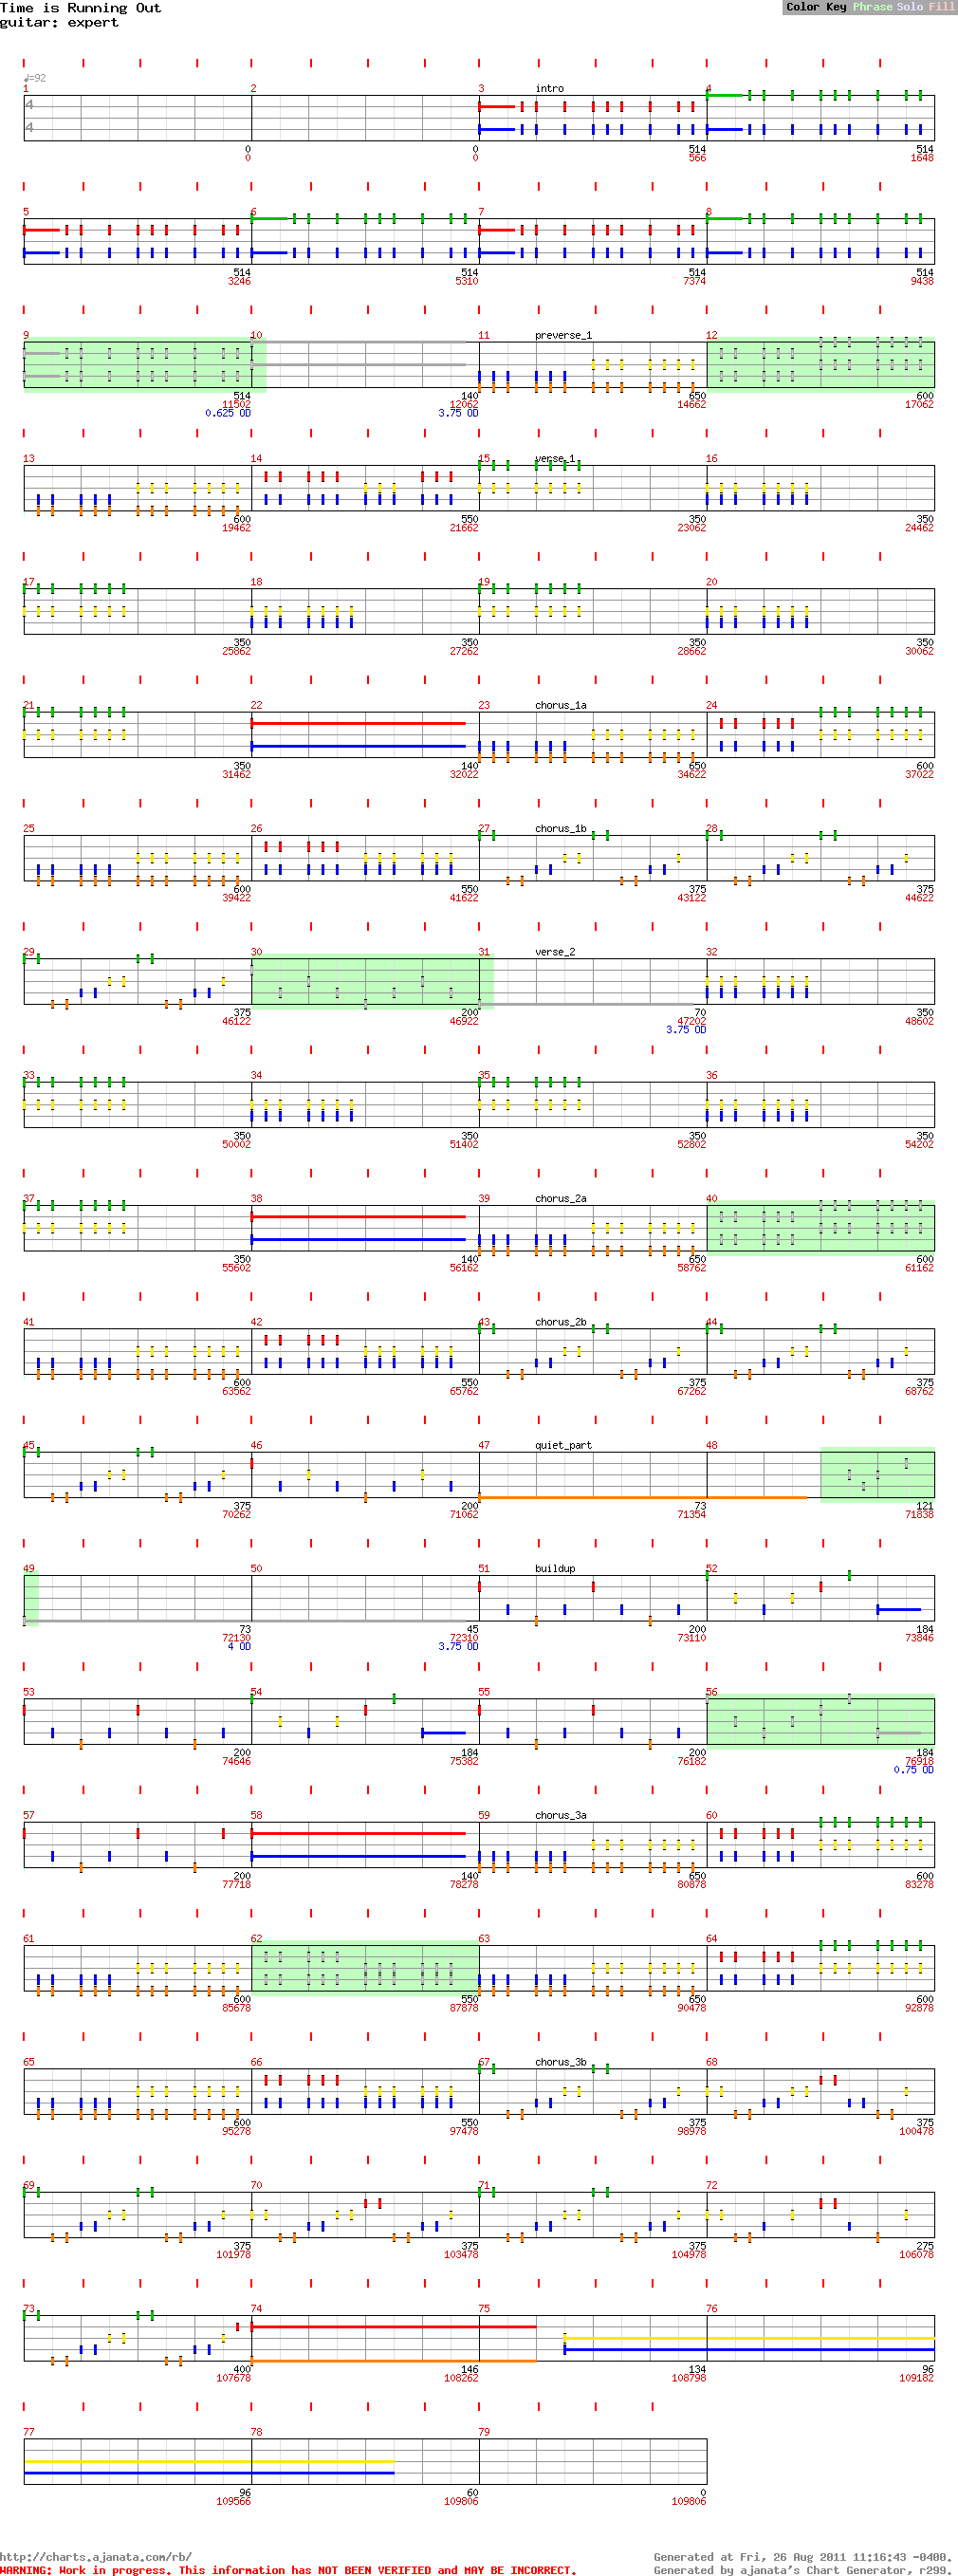 Time is Running Out
guitar: expert
Color Key Phrase Solo Fill
♩=92
1 2 3 intro 4
4
4
0 0 514 514
0 0 566 1648
5 6 7 8
514 514 514 514
3246 5310 7374 9438
9 10 11 preverse_1 12
514 140 650 600
11502 12062 14662 17062
0.625 OD 3.75 OD
13 14 15 verse_1 16
600 550 350 350
19462 21662 23062 24462
17 18 19 20
350 350 350 350
25862 27262 28662 30062
21 22 23 chorus_1a 24
350 140 650 600
31462 32022 34622 37022
25 26 27 chorus_1b 28
600 550 375 375
39422 41622 43122 44622
29 30 31 verse_2 32
375 200 70 350
46122 46922 47202 48602
3.75 OD
33 34 35 36
350 350 350 350
50002 51402 52802 54202
37 38 39 chorus_2a 40
350 140 650 600
55602 56162 58762 61162
41 42 43 chorus_2b 44
600 550 375 375
63562 65762 67262 68762
45 46 47 quiet_part 48
375 200 73 121
70262 71062 71354 71838
49 50 51 buildup 52
73 45 200 184
72130 72310 73110 73846
4 OD 3.75 OD
53 54 55 56
200 184 200 184
74646 75382 76182 76918
0.75 OD
57 58 59 chorus_3a 60
200 140 650 600
77718 78278 80878 83278
61 62 63 64
600 550 650 600
85678 87878 90478 92878
65 66 67 chorus_3b 68
600 550 375 375
95278 97478 98978 100478
69 70 71 72
375 375 375 275
101978 103478 104978 106078
73 74 75 76
400 146 134 96
107678 108262 108798 109182
77 78 79
96 60 0
109566 109806 109806
http://charts.ajanata.com/rb/
WARNING: Work in progress. This information has NOT BEEN VERIFIED and MAY BE INCORRECT.
Generated at Fri, 26 Aug 2011 11:16:43 -0400.
Generated by ajanata's Chart Generator, r299.